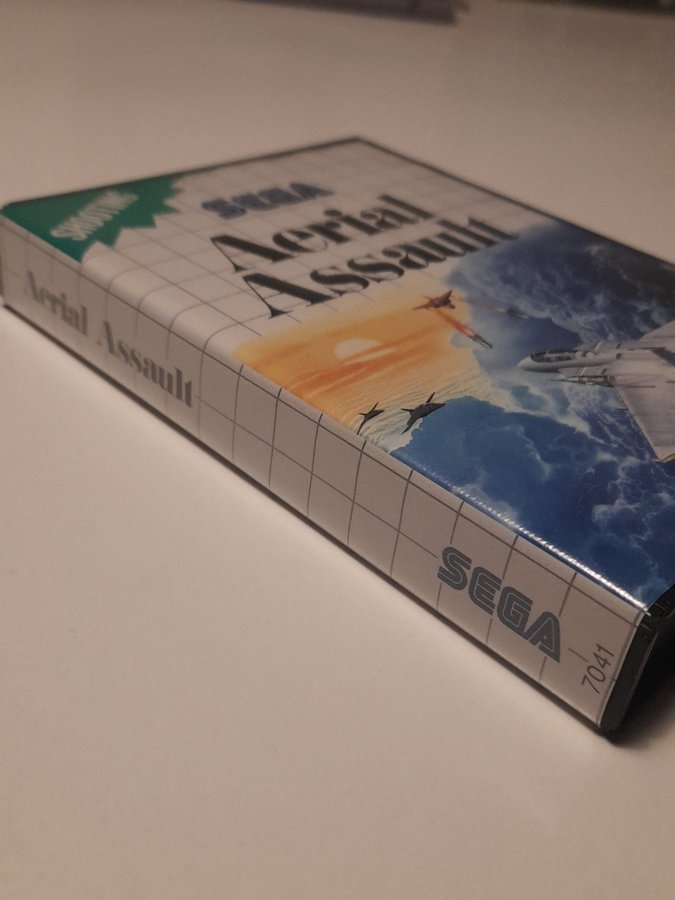 SHOOTING
SEGA
Aerial
Assault
Aerial Assault
SEGA
7041